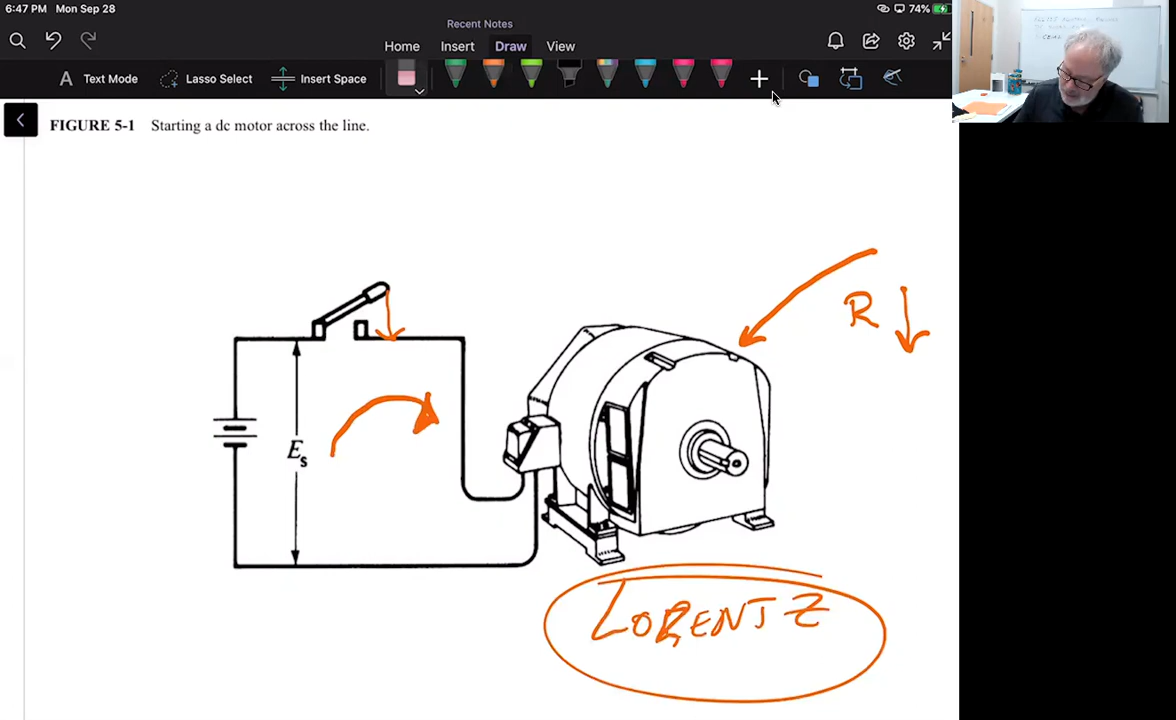 6:47 PM Mon Sep 28
74%
Recent Notes
Home Insert Draw View
Text Mode Lasso Select Insert Space
FIGURE 5-1 Starting a dc motor across the line.
R
Es
LORENTZ